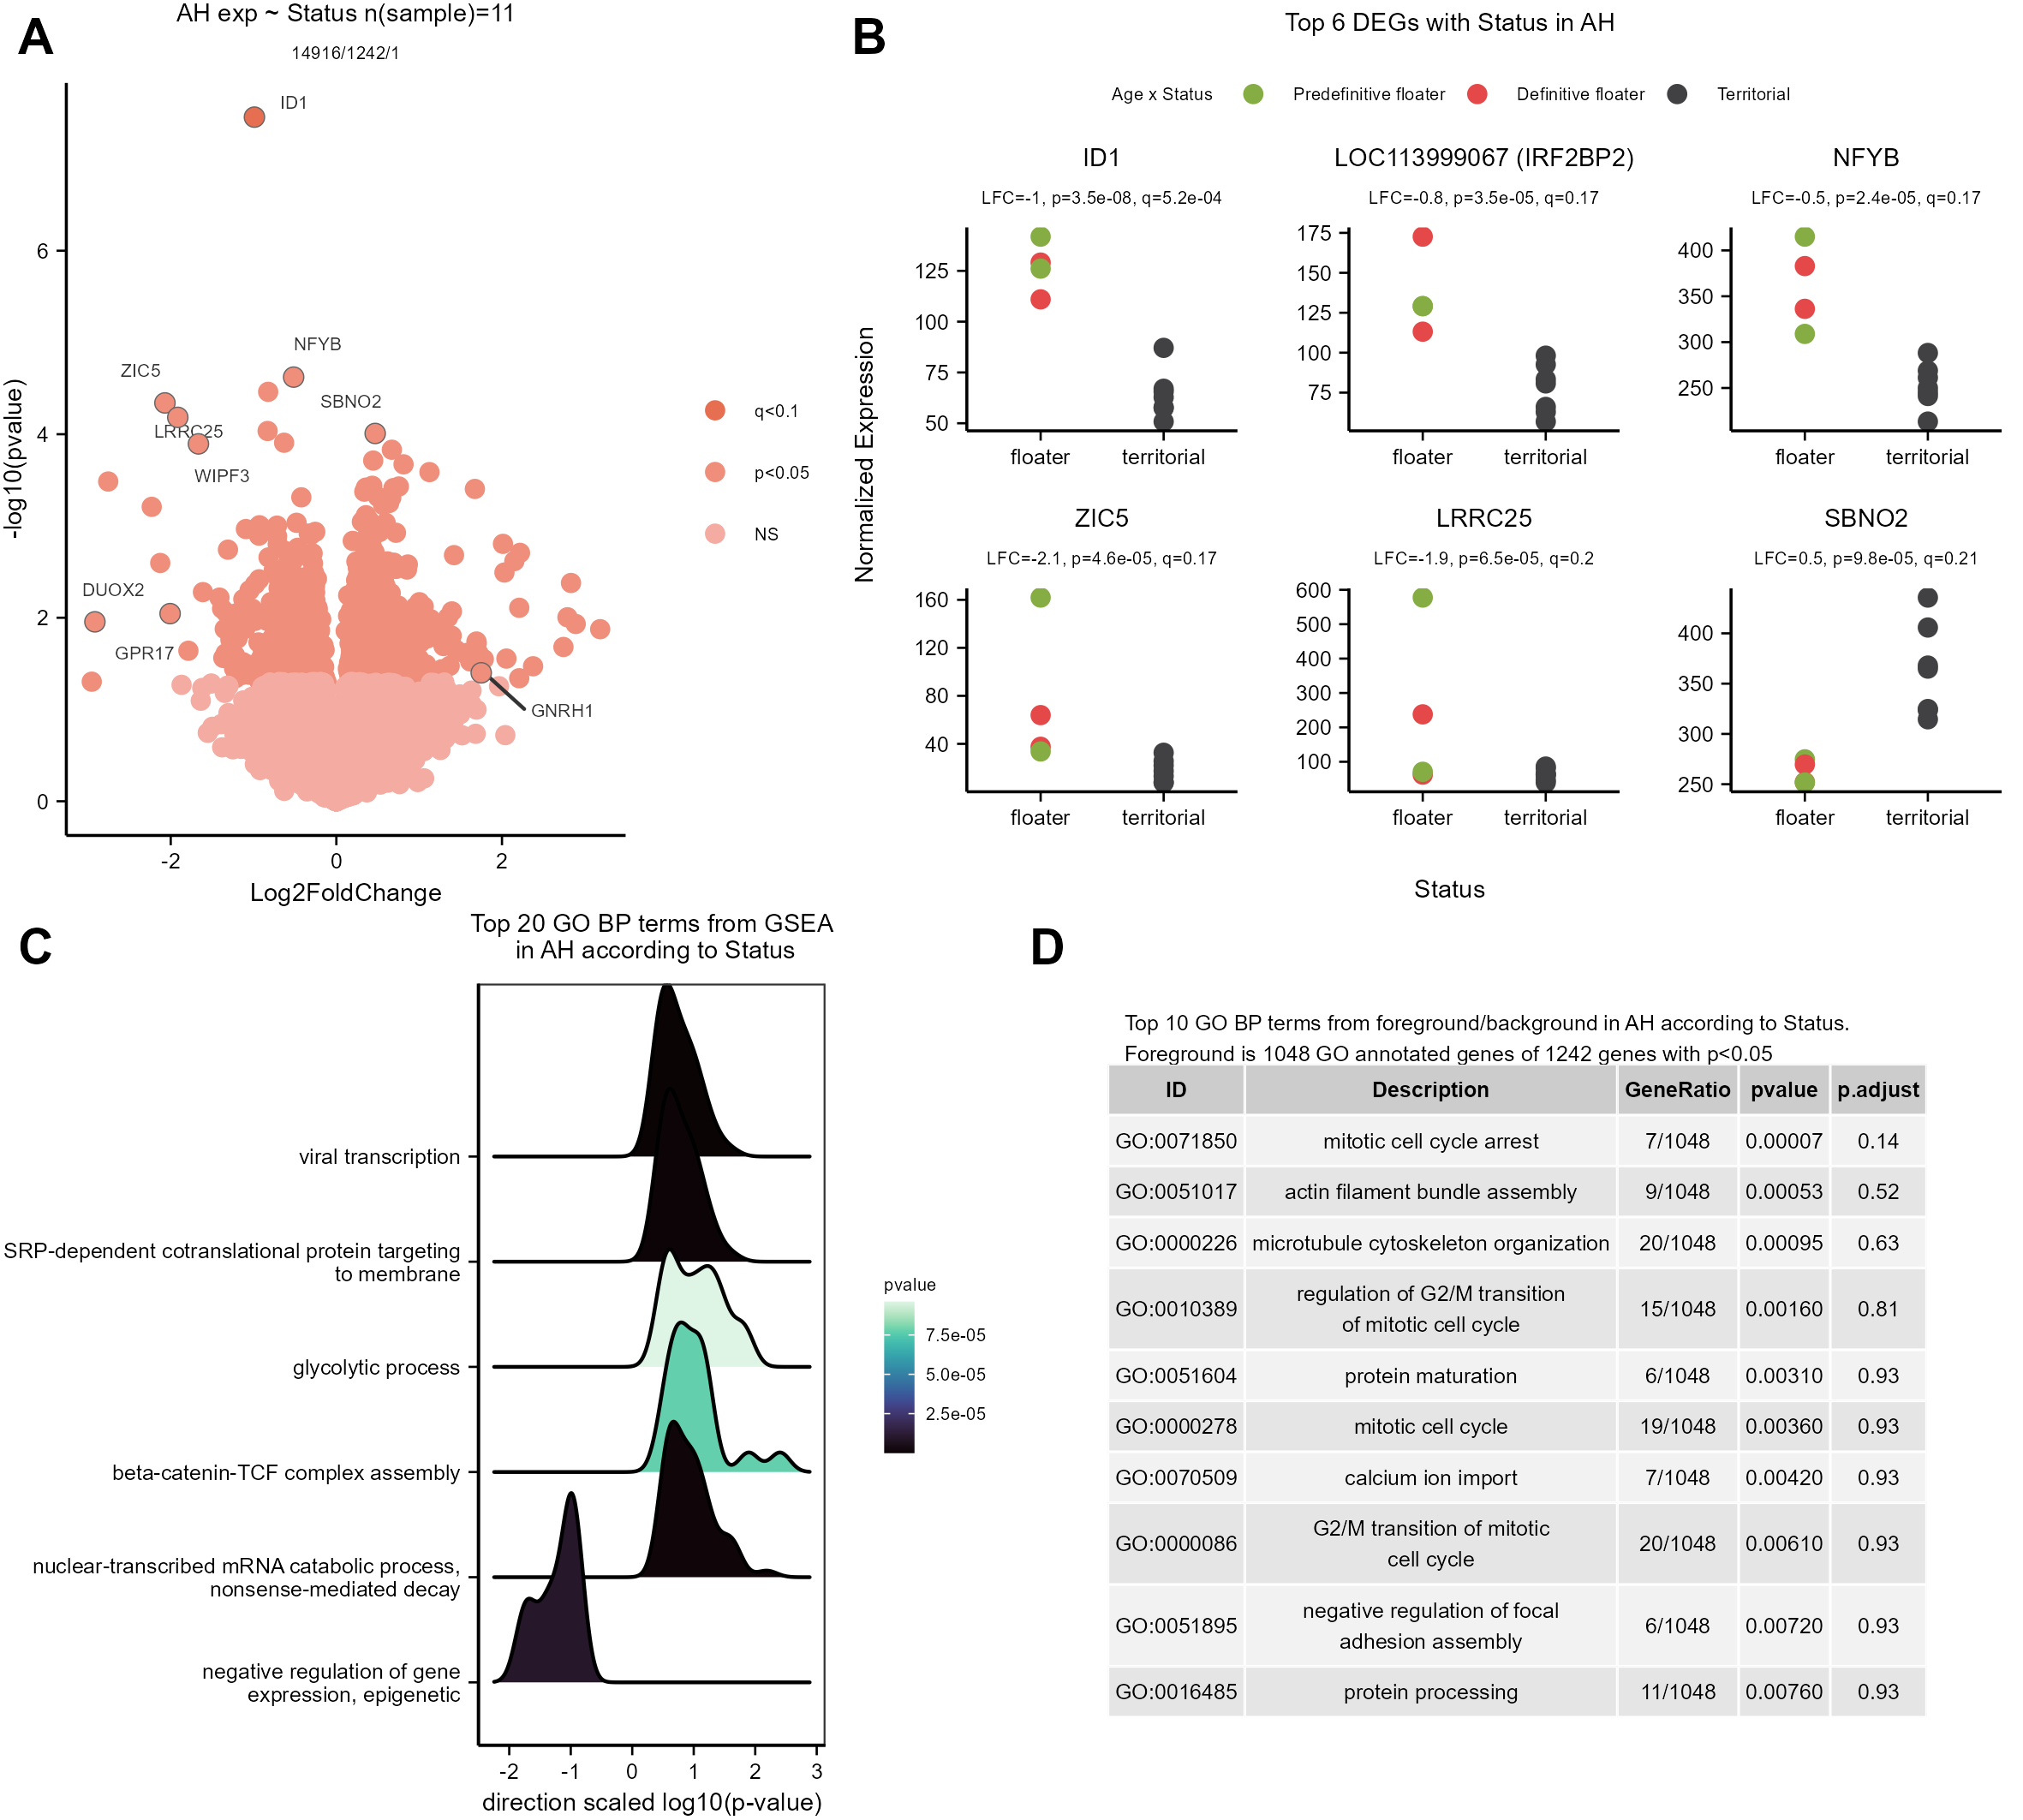 A
AH exp ~ Status n(sample)=11
14916/1242/1
-log10(pvalue)
6
4
2
0
ID1
NFYB
ZIC5
SBNO2
LRRC25
WIPF3
DUOX2
GPR17
GNRH1
-2
0
2
Log2FoldChange
q<0.1
p<0.05
NS
B
Top 6 DEGs with Status in AH
Age x Status
Predefinitive floater
Definitive floater
Territorial
Normalized Expression
ID1
LFC=-1, p=3.5e-08, q=5.2e-04
125
100
75
50
floater
territorial
LOC113999067 (IRF2BP2)
LFC=-0.8, p=3.5e-05, q=0.17
175
150
125
100
75
floater
territorial
NFYB
LFC=-0.5, p=2.4e-05, q=0.17
400
350
300
250
floater
territorial
ZIC5
LFC=-2.1, p=4.6e-05, q=0.17
160
120
80
40
floater
territorial
LRRC25
LFC=-1.9, p=6.5e-05, q=0.2
600
500
400
300
200
100
floater
territorial
SBNO2
LFC=0.5, p=9.8e-05, q=0.21
400
350
300
250
floater
territorial
Status
C
Top 20 GO BP terms from GSEA
in AH according to Status
viral transcription
SRP-dependent cotranslational protein targeting
to membrane
glycolytic process
beta-catenin-TCF complex assembly
nuclear-transcribed mRNA catabolic process,
nonsense-mediated decay
negative regulation of gene
expression, epigenetic
-2
-1
0
1
2
3
direction scaled log10(p-value)
pvalue
7.5e-05
5.0e-05
2.5e-05
D
Top 10 GO BP terms from foreground/background in AH according to Status.
Foreground is 1048 GO annotated genes of 1242 genes with p<0.05
ID Description GeneRatio pvalue p.adjust
GO:0071850 mitotic cell cycle arrest 7/1048 0.00007 0.14
GO:0051017 actin filament bundle assembly 9/1048 0.00053 0.52
GO:0000226 microtubule cytoskeleton organization 20/1048 0.00095 0.63
GO:0010389 regulation of G2/M transition
of mitotic cell cycle 15/1048 0.00160 0.81
GO:0051604 protein maturation 6/1048 0.00310 0.93
GO:0000278 mitotic cell cycle 19/1048 0.00360 0.93
GO:0070509 calcium ion import 7/1048 0.00420 0.93
GO:0000086 G2/M transition of mitotic
cell cycle 20/1048 0.00610 0.93
GO:0051895 negative regulation of focal
adhesion assembly 6/1048 0.00720 0.93
GO:0016485 protein processing 11/1048 0.00760 0.93